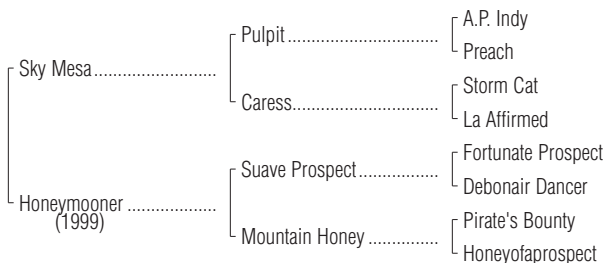 A.P. Indy
Pulpit
Preach
Sky Mesa
Storm Cat
Caress
La Affirmed
Fortunate Prospect
Suave Prospect
Debonair Dancer
Honeymooner
(1999)
Pirate's Bounty
Mountain Honey
Honeyofaprospect